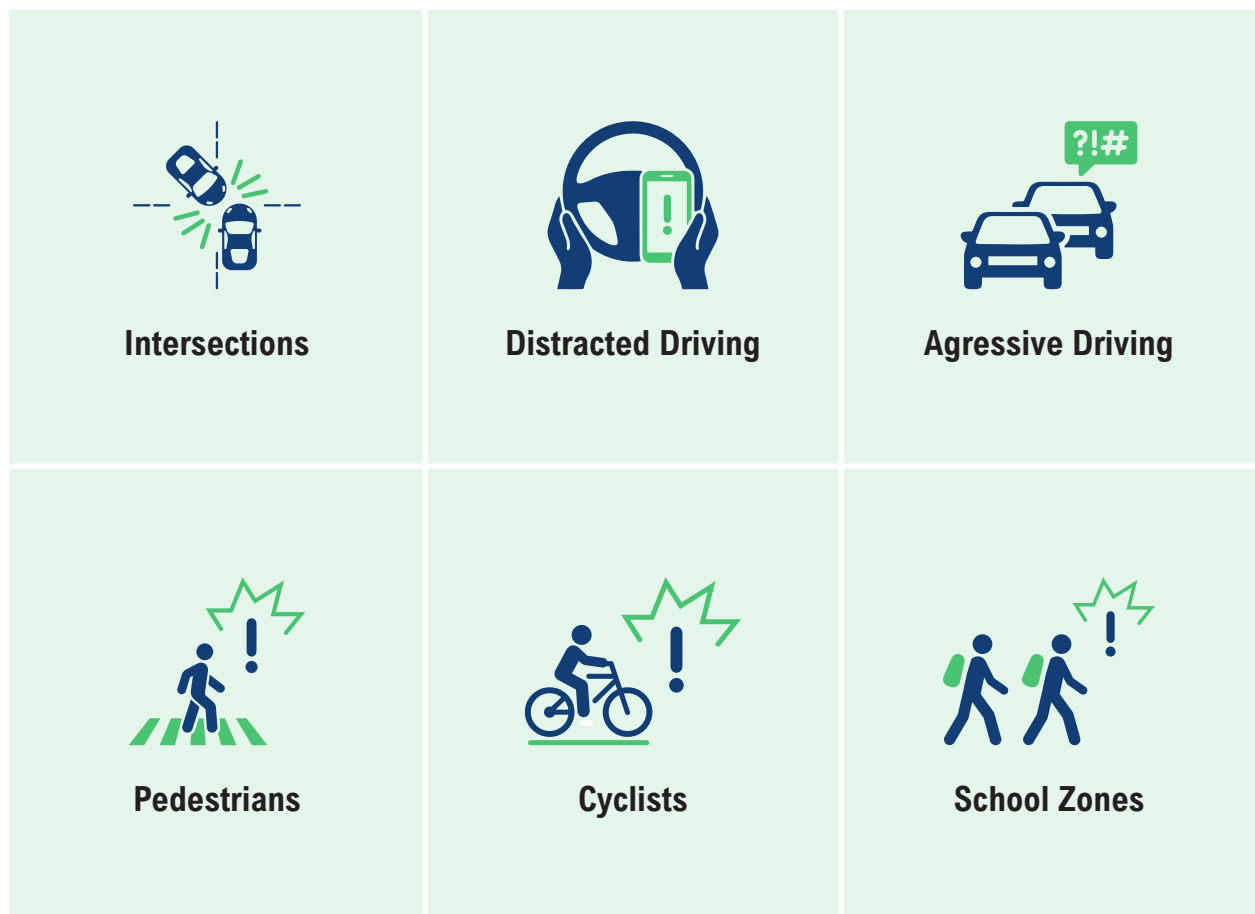 ?!#
Intersections
Distracted Driving
Agressive Driving
Pedestrians
Cyclists
School Zones